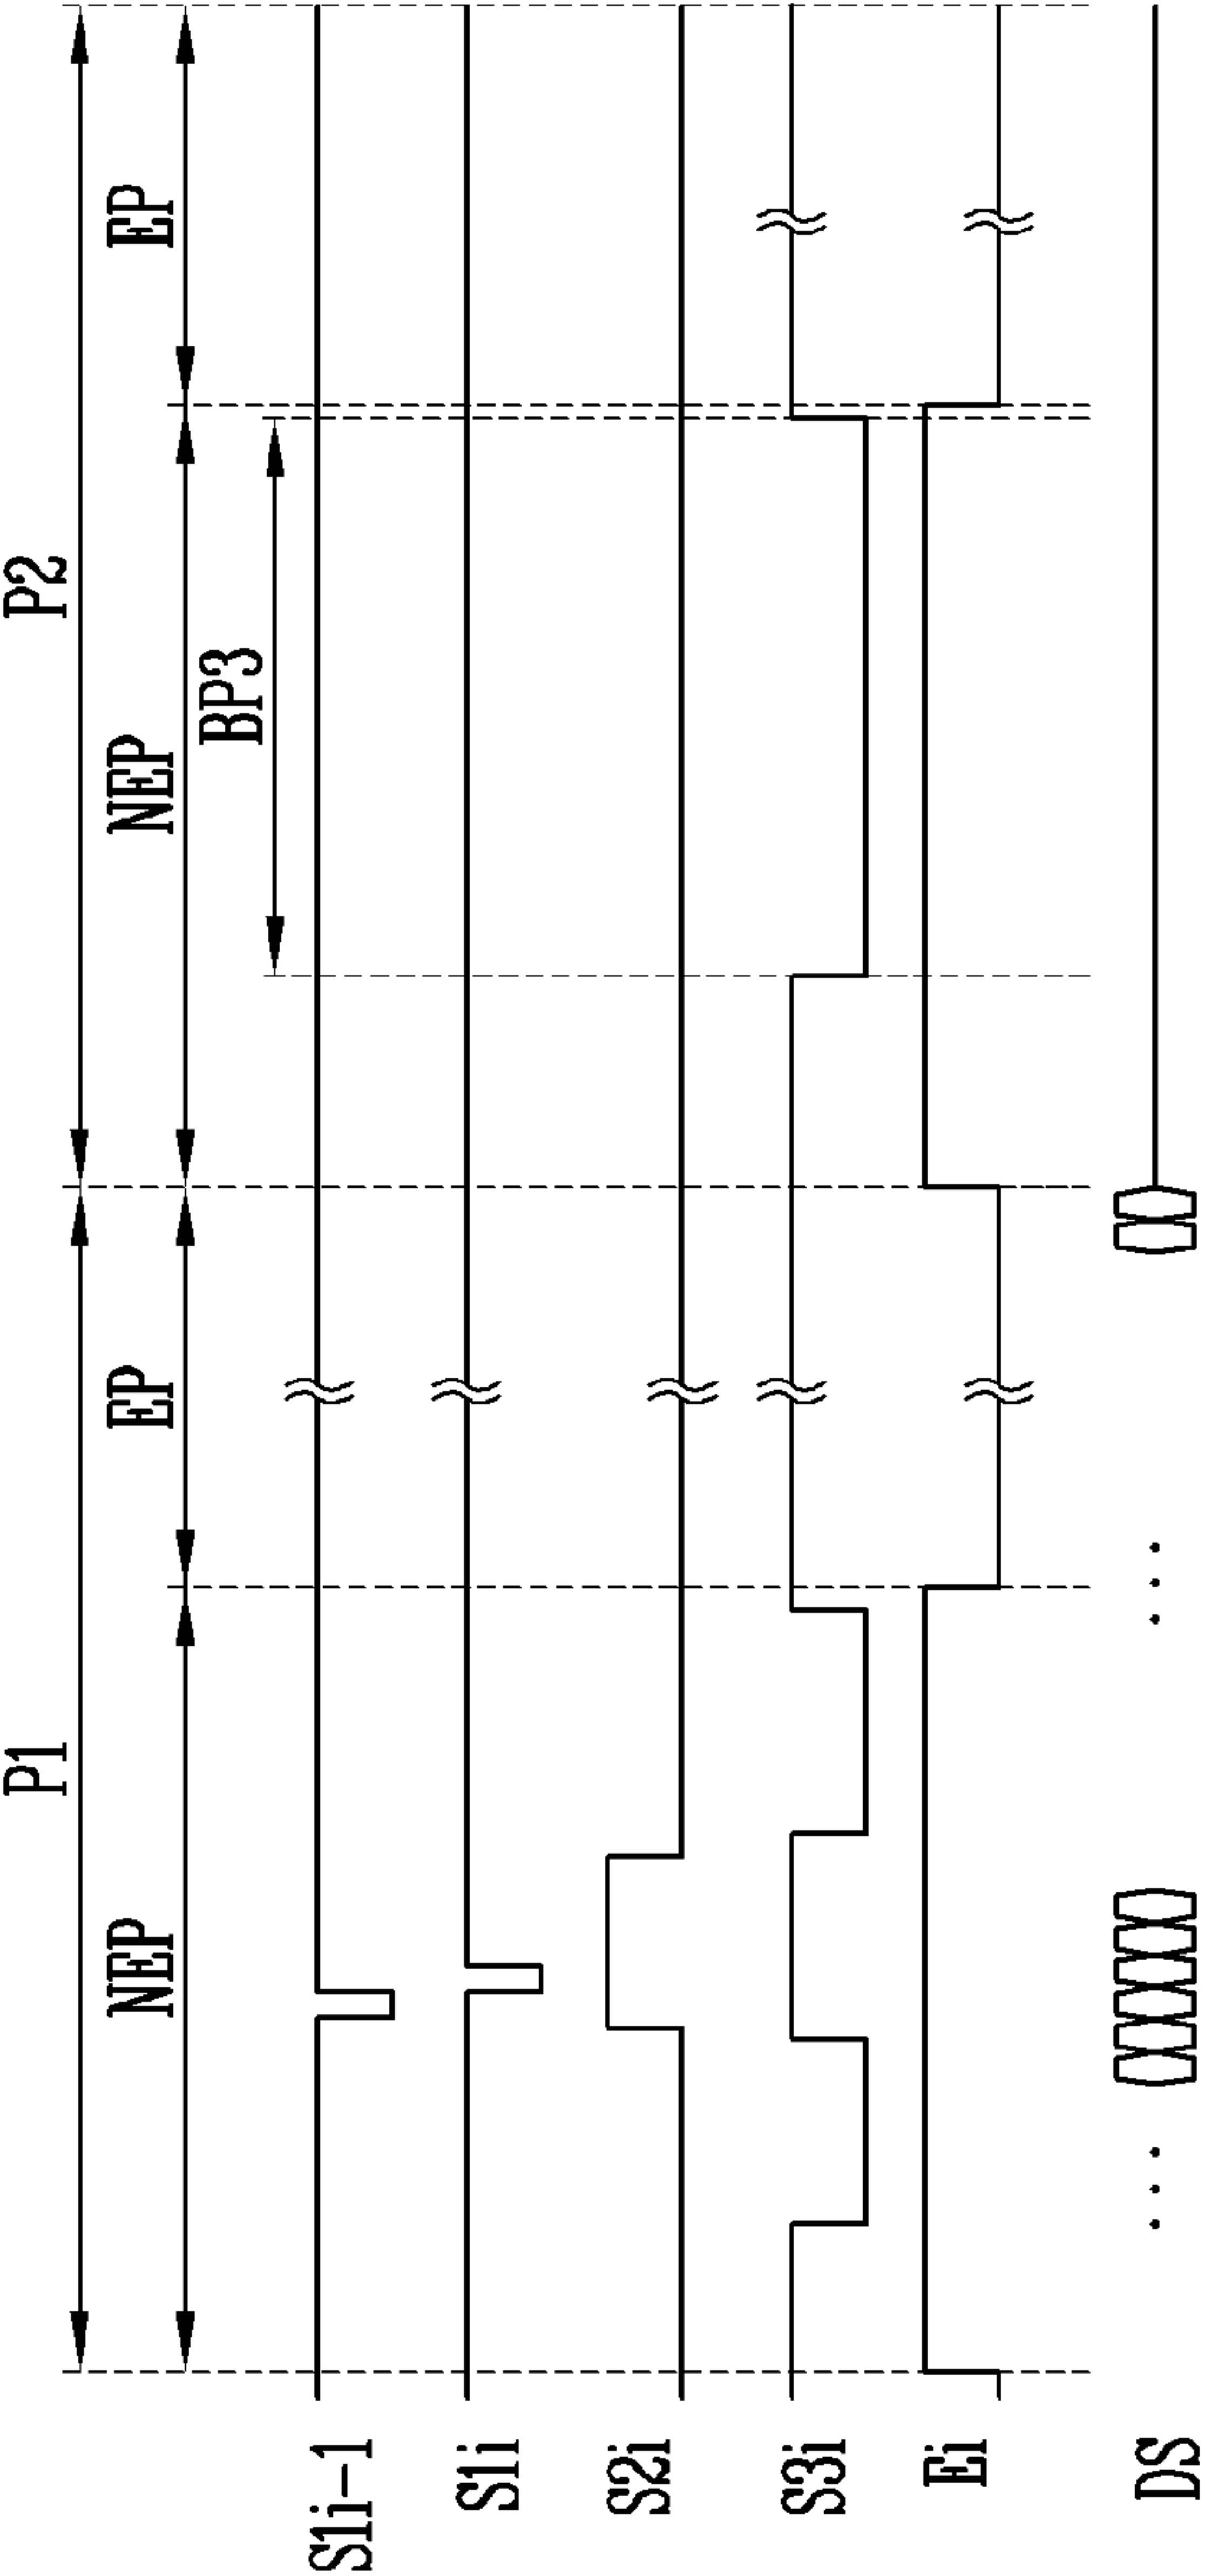 P1 P2
NEP EP NEP EP
BP3
S1i-1
S1i
S2i
S3i
Ei
DS